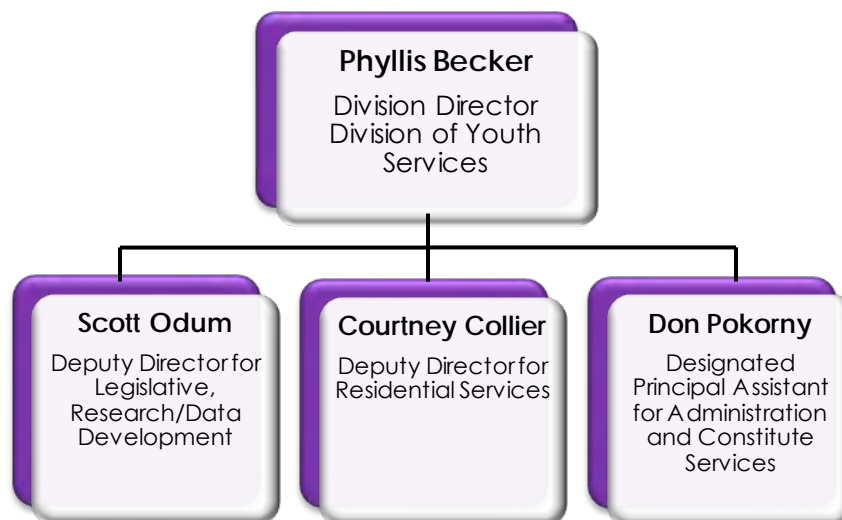 Phyllis Becker
Division Director
Division of Youth
Services
Scott Odum
Deputy Director for
Legislative,
Research/Data
Development
Courtney Collier
Deputy Director for
Residential Services
Don Pokorny
Designated
Principal Assistant
for Administration
and Constitute
Services